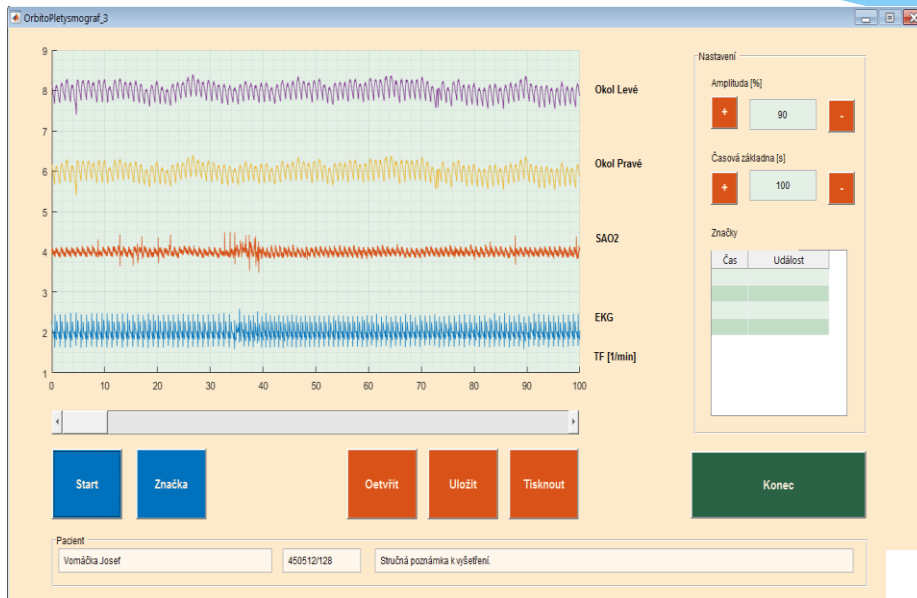 OrbitoPletysmograf_3
9
8
7
6
5
4
3
2
1
0 10 20 30 40 50 60 70 80 90 100
Okol Levé
Okol Pravé
SAO2
EKG
TF [1/min]
Nastavení
Amplituda [%]
+ 90 -
Časová základna [s]
+ 100 -
Značky
Čas Událost
Start Značka Oetvřít Uložit Tisknout Konec
Pacient
Vomáčka Josef 450512/128 Stručná poznámka k vyšetření.